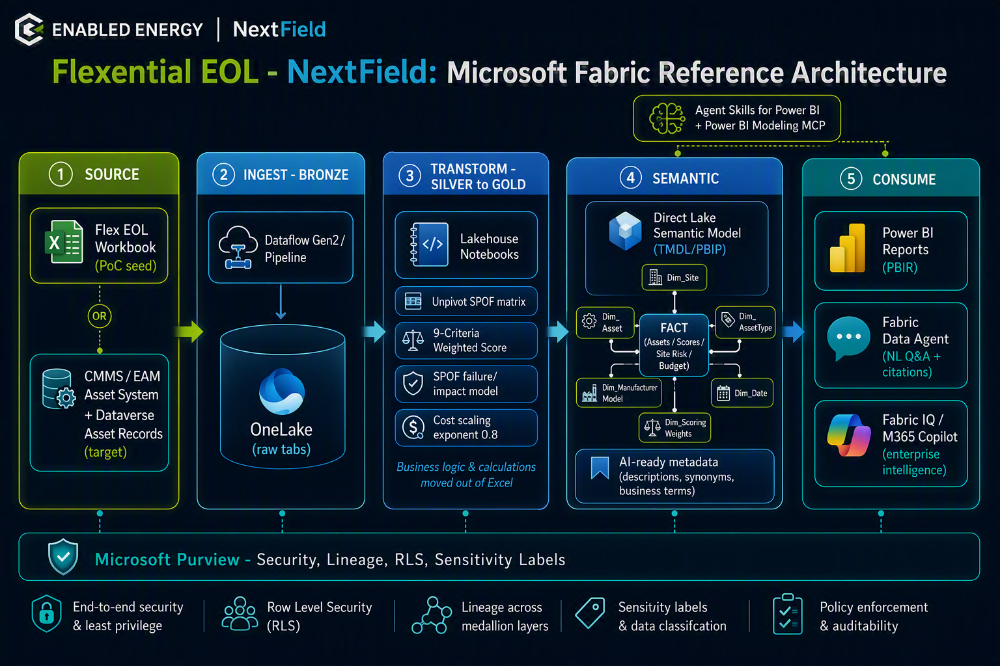 ENABLED ENERGY | NextField
Flexential EOL - NextField: Microsoft Fabric Reference Architecture
Agent Skills for Power BI
+ Power BI Modeling MCP
1 SOURCE
Flex EOL
Workbook
(PoC seed)
OR
CMMS / EAM
Asset System
+ Dataverse
Asset Records
(target)
2 INGEST - BRONZE
Dataflow Gen2 /
Pipeline
OneLake
(raw tabs)
3 TRANSFORM -
SILVER to GOLD
Lakehouse
Notebooks
Unpivot SPOF matrix
9-Criteria
Weighted Score
SPOF failure/
impact model
Cost scaling
exponent 0.8
Business logic & calculations
moved out of Excel
4 SEMANTIC
Direct Lake
Semantic Model
(TMDL/PBIP)
Dim_Site
Dim_
Asset
FACT
(Assets / Scores /
Site Risk /
Budget)
Dim_
AssetType
Dim_Manufacturer
Model
Dim_Date
Dim_Scoring
Weights
AI-ready metadata
(descriptions, synonyms,
business terms)
5 CONSUME
Power BI
Reports
(PBIR)
Fabric
Data Agent
(NL Q&A +
citations)
Fabric IQ /
M365 Copilot
(enterprise
intelligence)
Microsoft Purview - Security, Lineage, RLS, Sensitivity Labels
End-to-end security
& least privilege
Row Level Security
(RLS)
Lineage across
medallion layers
Sensitivity labels
& data classifcation
Policy enforcement
& auditability